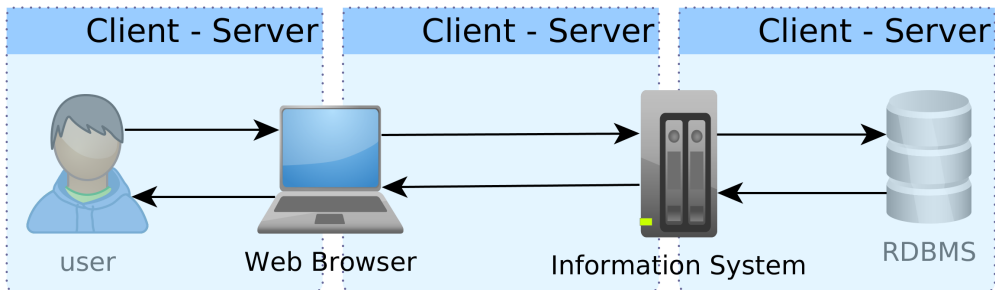 Client - Server
Client - Server
Client - Server
user
Web Browser
Information System
RDBMS